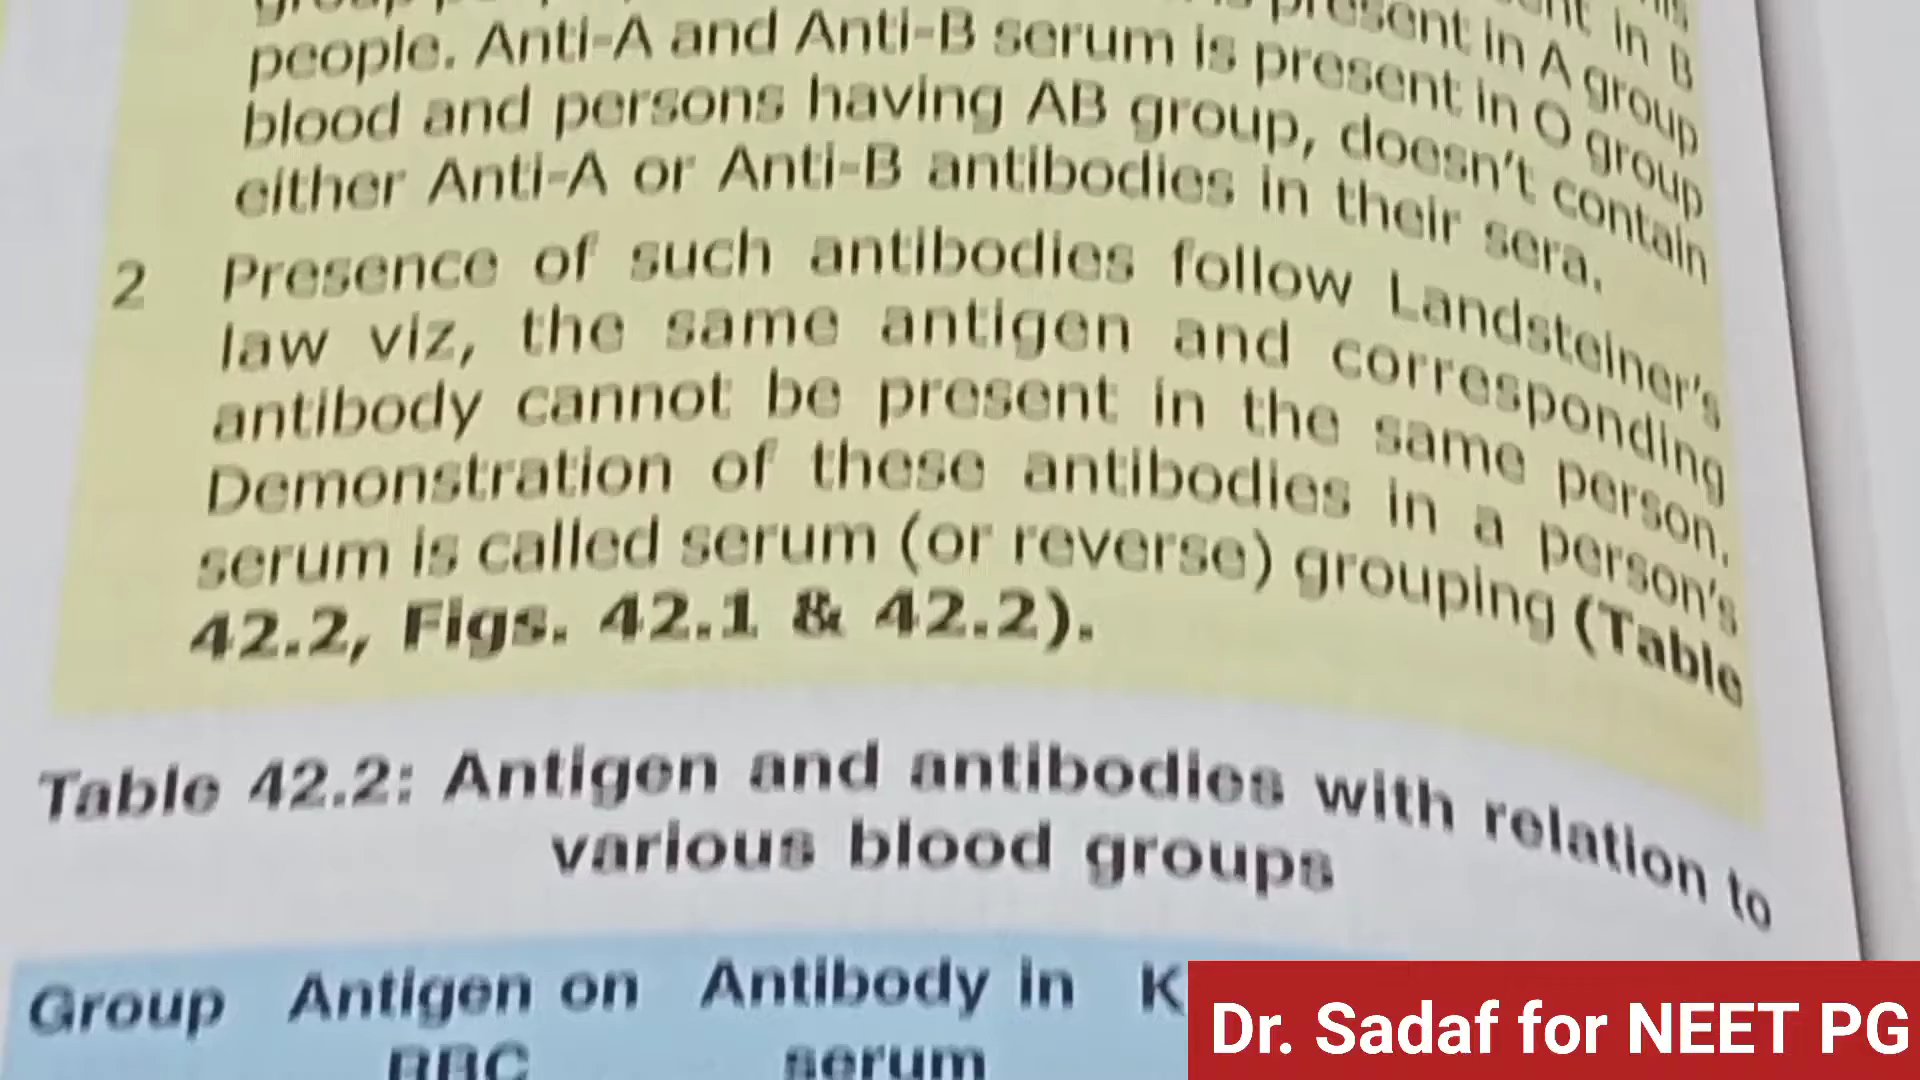 people. Anti-A and Anti-B serum is present in A group
blood and persons having AB group, doesn't contain
either Anti-A or Anti-B antibodies in their sera.
2 Presence of such antibodies follow Landsteiner's
law viz, the same antigen and corresponding
antibody cannot be present in the same person.
Demonstration of these antibodies in a person's
serum is called serum (or reverse) grouping (Table
42.2, Figs. 42.1 & 42.2).
Table 42.2: Antigen and antibodies with relation to
various blood groups
Group Antigen on Antibody in K
RBC serum
Dr. Sadaf for NEET PG